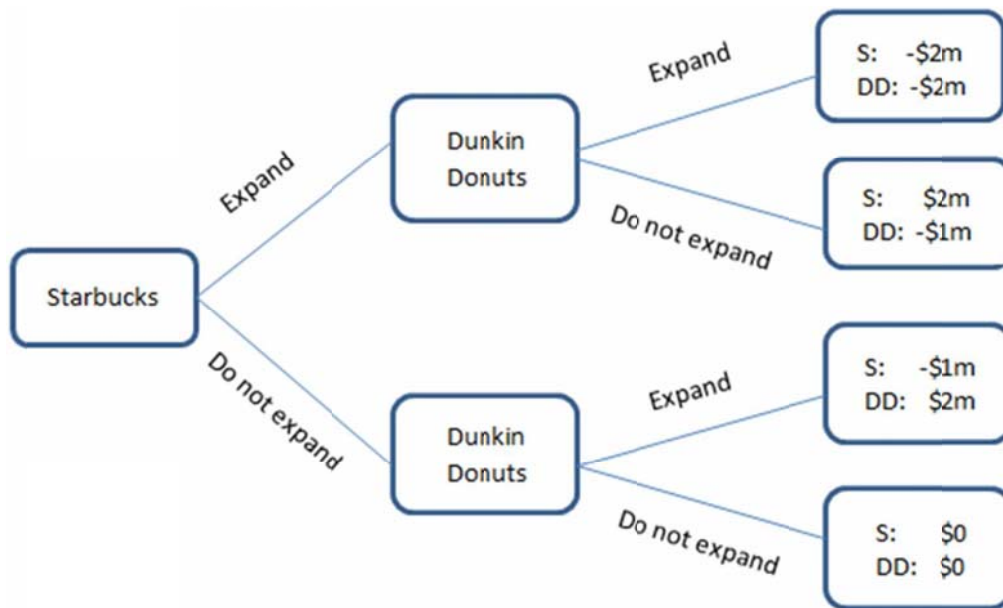 Starbucks
Expand
Do not expand
Dunkin
Donuts
Expand
Do not expand
S: -$2m
DD: -$2m
S: $2m
DD: -$1m
Dunkin
Donuts
Expand
Do not expand
S: -$1m
DD: $2m
S: $0
DD: $0